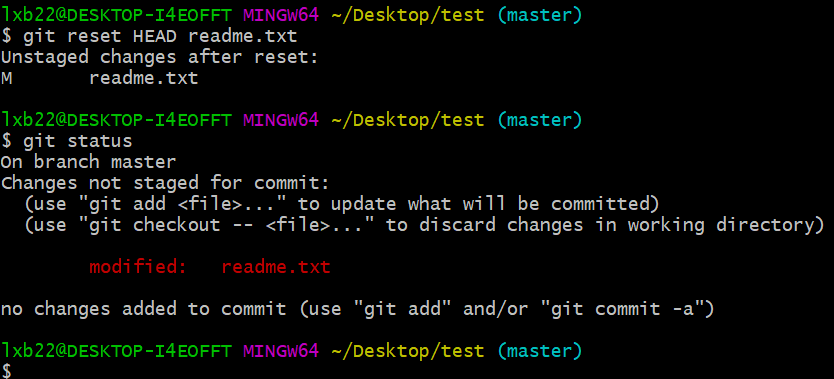 lxb22@DESKTOP-I4EOFFT MINGW64 ~/Desktop/test (master)
$ git reset HEAD readme.txt
Unstaged changes after reset:
M       readme.txt
lxb22@DESKTOP-I4EOFFT MINGW64 ~/Desktop/test (master)
$ git status
On branch master
Changes not staged for commit:
  (use "git add <file>..." to update what will be committed)
  (use "git checkout -- <file>..." to discard changes in working directory)
        modified:   readme.txt
no changes added to commit (use "git add" and/or "git commit -a")
lxb22@DESKTOP-I4EOFFT MINGW64 ~/Desktop/test (master)
$